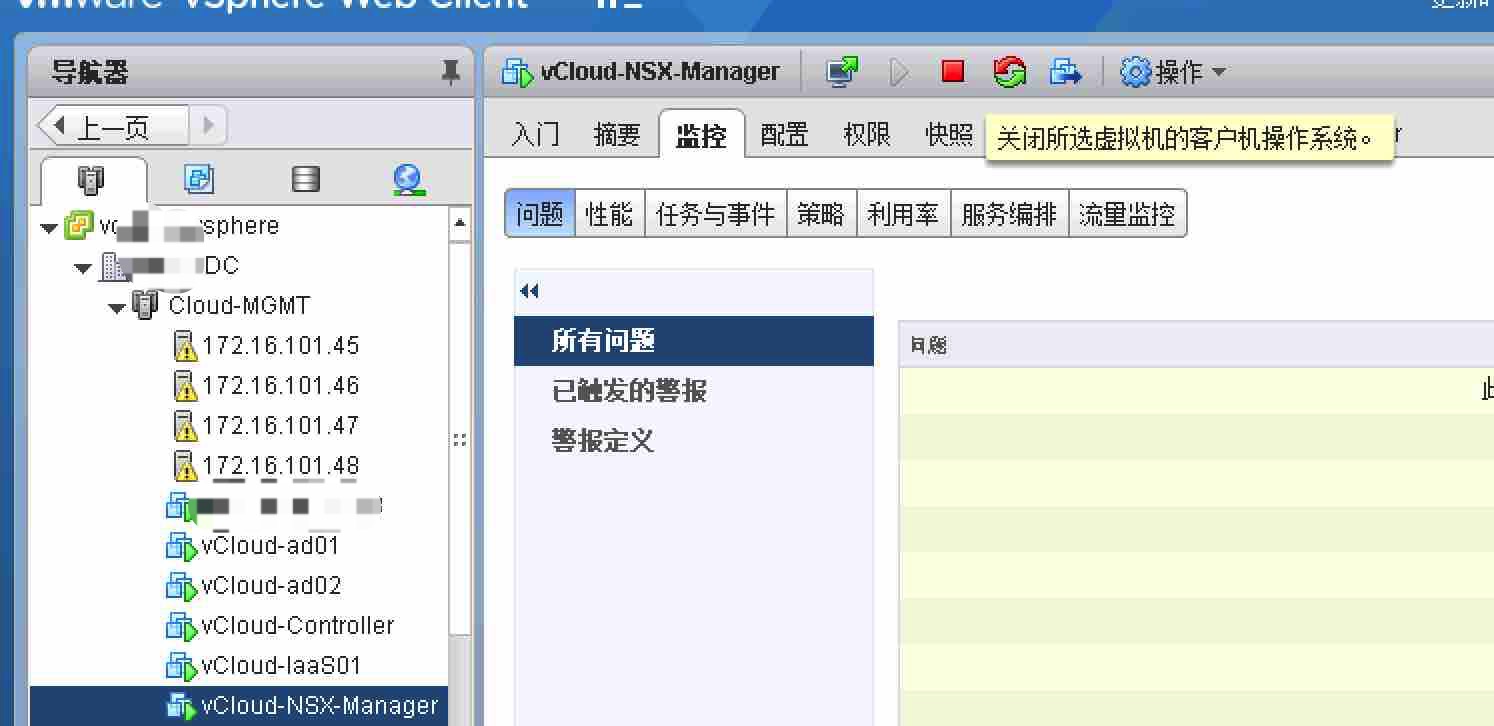 vmware vSphere Web Client
导航器
上一页
sphere
DC
Cloud-MGMT
172.16.101.45
172.16.101.46
172.16.101.47
172.16.101.48
vCloud-ad01
vCloud-ad02
vCloud-Controller
vCloud-IaaS01
vCloud-NSX-Manager
vCloud-NSX-Manager
操作
入门 摘要 监控 配置 权限 快照
关闭所选虚拟机的客户机操作系统。
问题 性能 任务与事件 策略 利用率 服务编排 流量监控
所有问题
已触发的警报
警报定义
问题